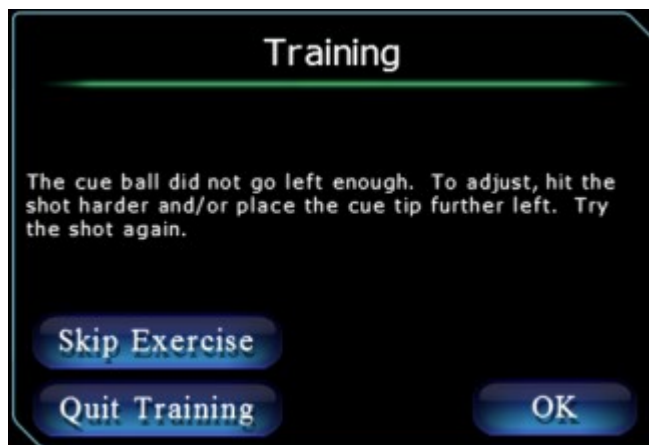 Training
The cue ball did not go left enough. To adjust, hit the
shot harder and/or place the cue tip further left. Try
the shot again.
Skip Exercise
Quit Training
OK